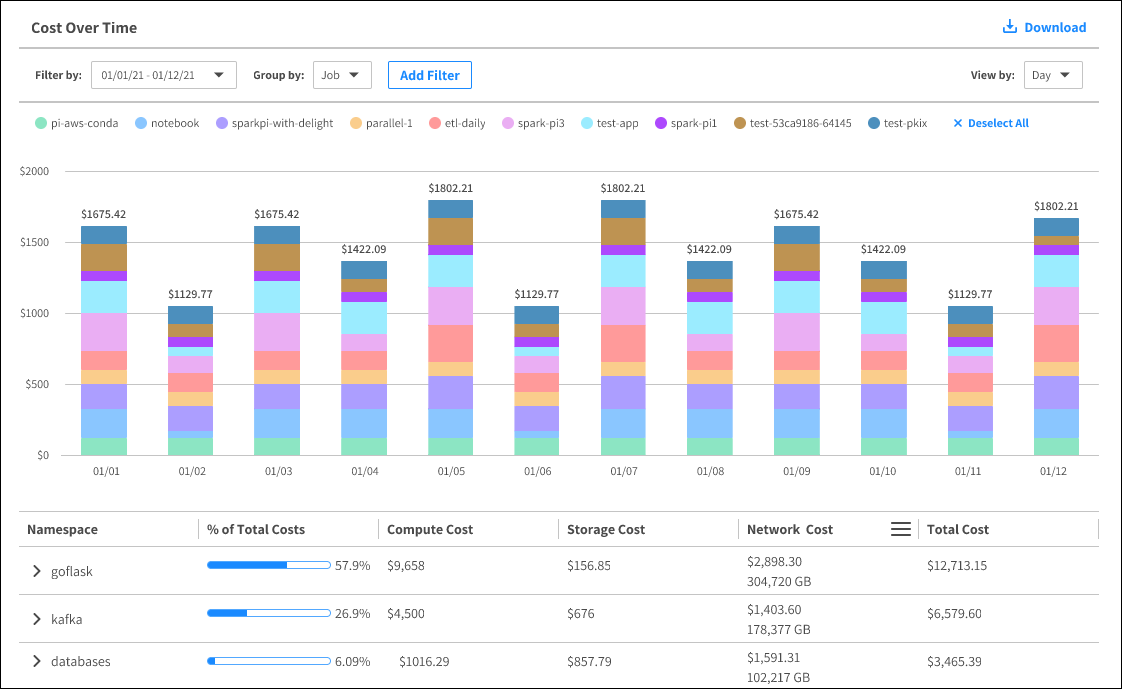 Cost Over Time
Download
Filter by: 01/01/21 - 01/12/21 Group by: Job Add Filter View by: Day
pi-aws-conda notebook sparkpi-with-delight parallel-1 etl-daily spark-pi3 test-app spark-pi1 test-53ca9186-64145 test-pkix × Deselect All
$2000
$1802.21 $1802.21
$1802.21
$1675.42 $1675.42 $1675.42
$1500
$1422.09 $1422.09 $1422.09
$1129.77 $1129.77 $1129.77
$1000
$500
$0
01/01 01/02 01/03 01/04 01/05 01/06 01/07 01/08 01/09 01/10 01/11 01/12
Namespace % of Total Costs Compute Cost Storage Cost Network Cost Total Cost
goflask 57.9% $9,658 $156.85 $2,898.30 $12,713.15
304,720 GB
kafka 26.9% $4,500 $676 $1,403.60 $6,579.60
178,377 GB
databases 6.09% $1016.29 $857.79 $1,591.31 $3,465.39
102,217 GB